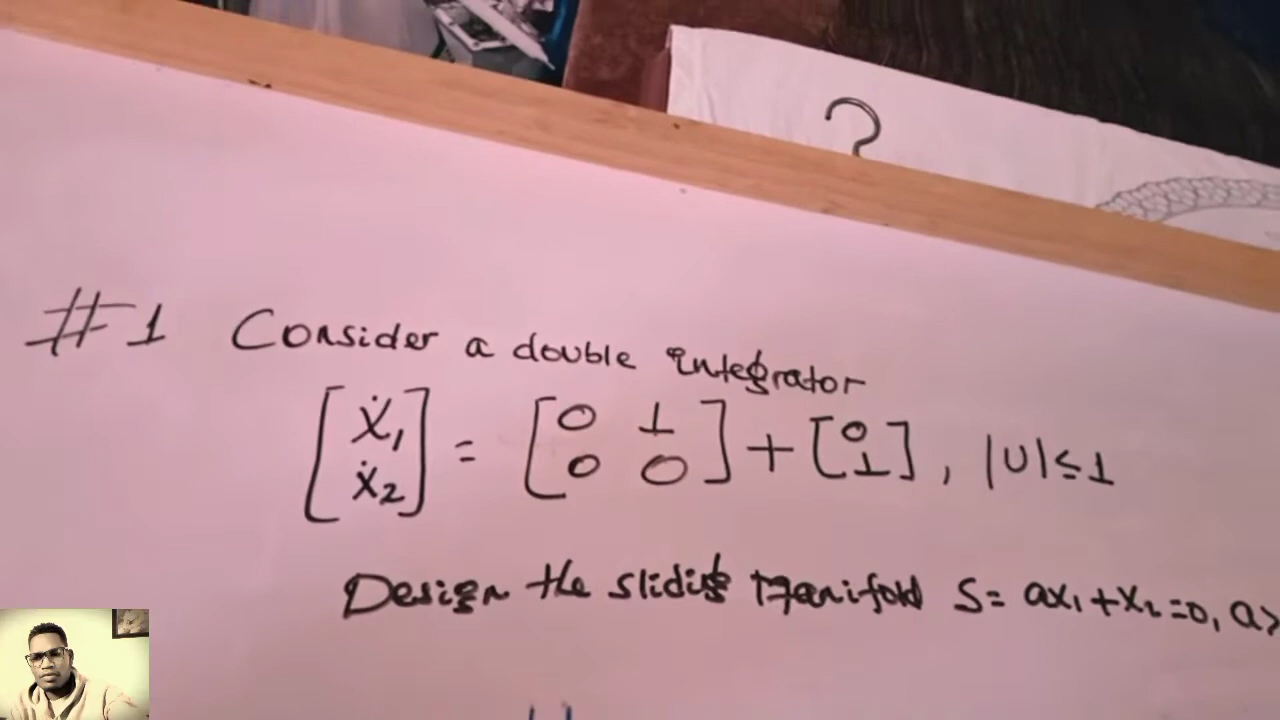 #1 Consider a double integrator
[ẋ₁ ẋ₂] = [0 1 0 0] + [0 1], |U|≤1
Design the sliding manifold S= ax₁+x₂=0, a>